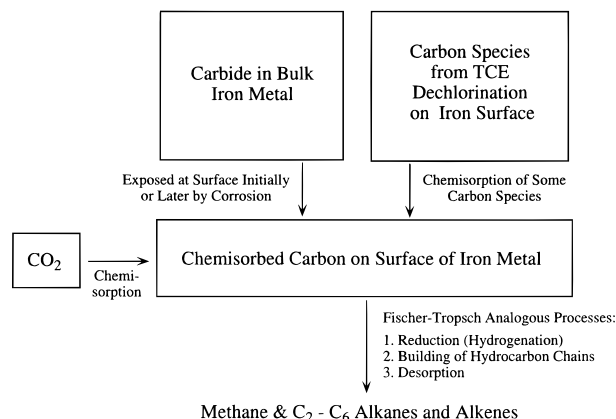 Carbide in Bulk
Iron Metal
Carbon Species
from TCE
Dechlorination
on Iron Surface
Exposed at Surface Initially
or Later by Corrosion
Chemisorption of Some
Carbon Species
CO₂
Chemi-
sorption
Chemisorbed Carbon on Surface of Iron Metal
Fischer-Tropsch Analogous Processes:
1. Reduction (Hydrogenation)
2. Building of Hydrocarbon Chains
3. Desorption
Methane & C₂ - C₆ Alkanes and Alkenes